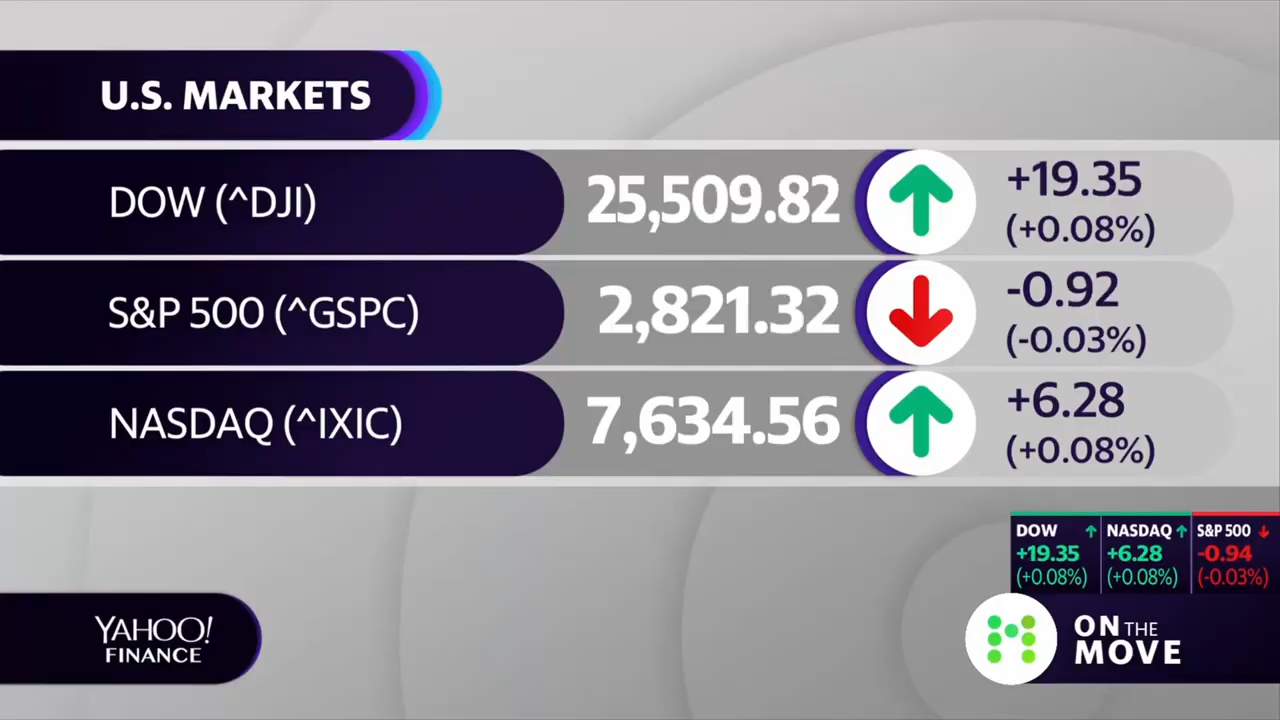 U.S. MARKETS
DOW (^DJI) 25,509.82 +19.35
(+0.08%)
S&P 500 (^GSPC) 2,821.32 -0.92
(-0.03%)
NASDAQ (^IXIC) 7,634.56 +6.28
(+0.08%)
DOW NASDAQ S&P 500
+19.35 +6.28 -0.94
(+0.08%) (+0.08%) (-0.03%)
YAHOO!
FINANCE
ON THE
MOVE